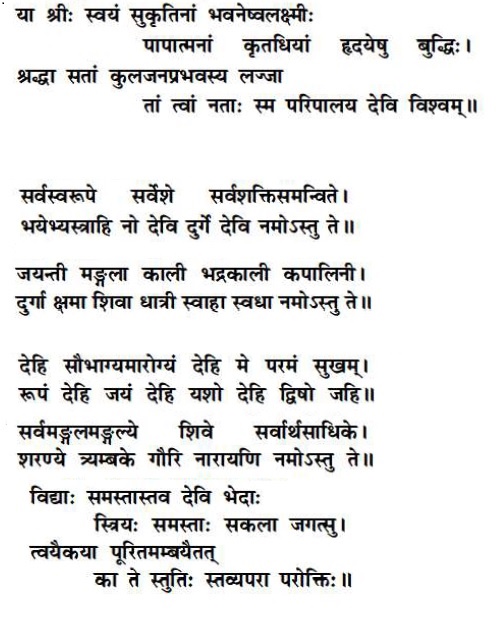 या श्रीः स्वयं सुकृतिनां भवनेष्वलक्ष्मीः
पापात्मनां कृतधियां हृदयेषु बुद्धिः।
श्रद्धा सतां कुलजनप्रभवस्य लज्जा
तां त्वां नताः स्म परिपालय देवि विश्वम्॥
सर्वस्वरूपे सर्वेशे सर्वशक्तिसमन्विते।
भयेभ्यस्त्राहि नो देवि दुर्गे देवि नमोऽस्तु ते॥
जयन्ती मङ्गला काली भद्रकाली कपालिनी।
दुर्गा क्षमा शिवा धात्री स्वाहा स्वधा नमोऽस्तु ते॥
देहि सौभाग्यमारोग्यं देहि मे परमं सुखम्।
रूपं देहि जयं देहि यशो देहि द्विषो जहि॥
सर्वमङ्गलमङ्गल्ये शिवे सर्वार्थसाधिके।
शरण्ये त्र्यम्बके गौरि नारायणि नमोऽस्तु ते॥
विद्याः समस्तास्तव देवि भेदाः
स्त्रियः समस्ताः सकला जगत्सु।
त्वयैकया पूरितमम्बयैतत्
का ते स्तुतिः स्तव्यपरा परोक्तिः॥